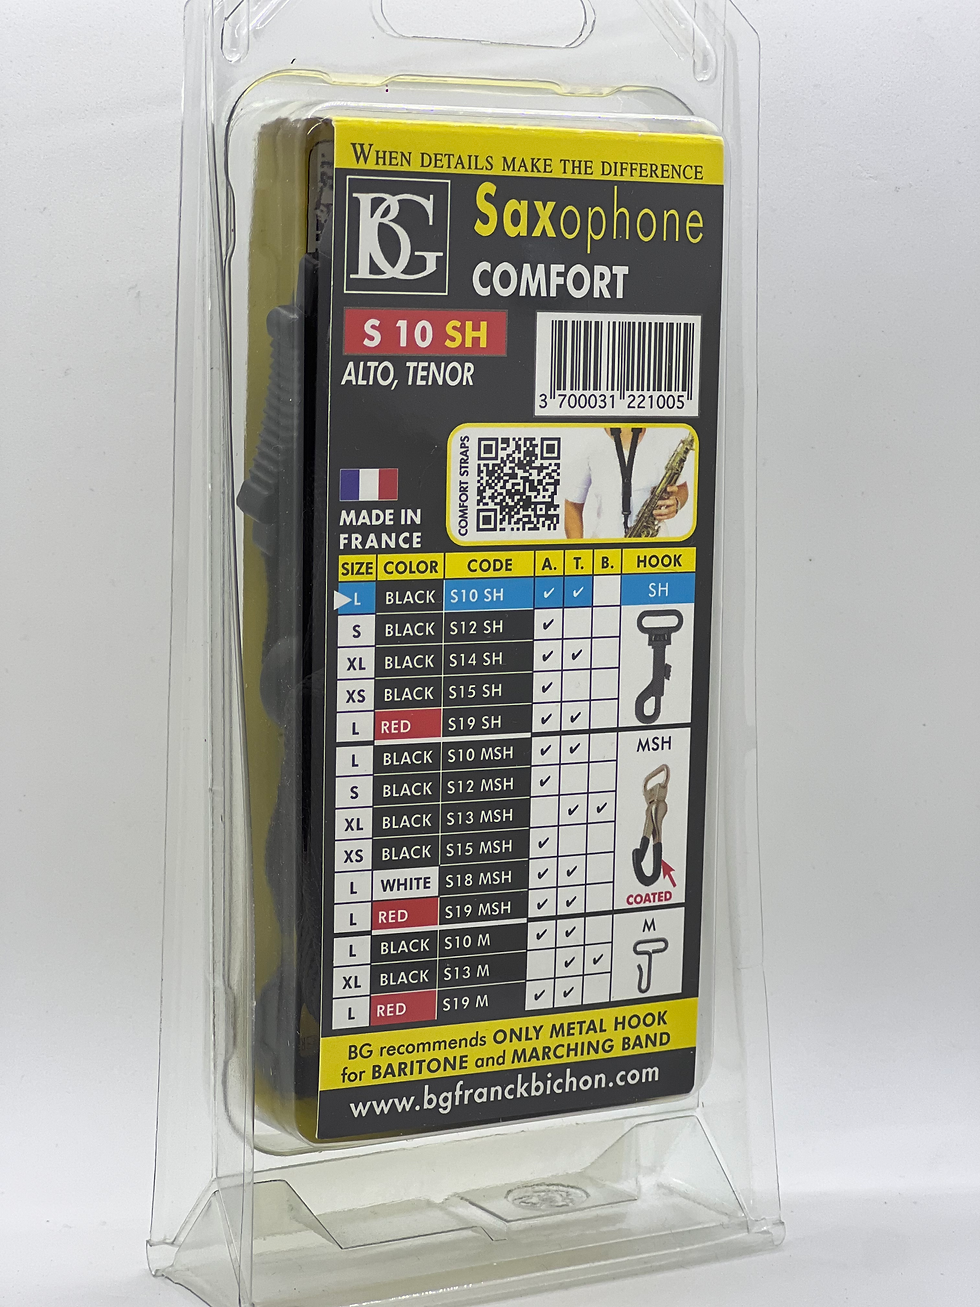 WHEN DETAILS MAKE THE DIFFERENCE
BG
Saxophone
COMFORT
S 10 SH
ALTO, TENOR
3 700031 221005
COMFORT STRAPS
MADE IN
FRANCE
SIZE COLOR CODE A. T. B. HOOK
L BLACK S10 SH ✓ ✓ SH
S BLACK S12 SH ✓
XL BLACK S14 SH ✓ ✓
XS BLACK S15 SH ✓
L RED S19 SH ✓ ✓
L BLACK S10 MSH ✓ ✓ MSH
S BLACK S12 MSH ✓
XL BLACK S13 MSH ✓ ✓
XS BLACK S15 MSH ✓
L WHITE S18 MSH ✓ ✓
L RED S19 MSH ✓ ✓ COATED
L BLACK S10 M ✓ ✓ M
XL BLACK S13 M ✓ ✓
L RED S19 M ✓ ✓
BG recommends ONLY METAL HOOK
for BARITONE and MARCHING BAND
www.bgfranckbichon.com